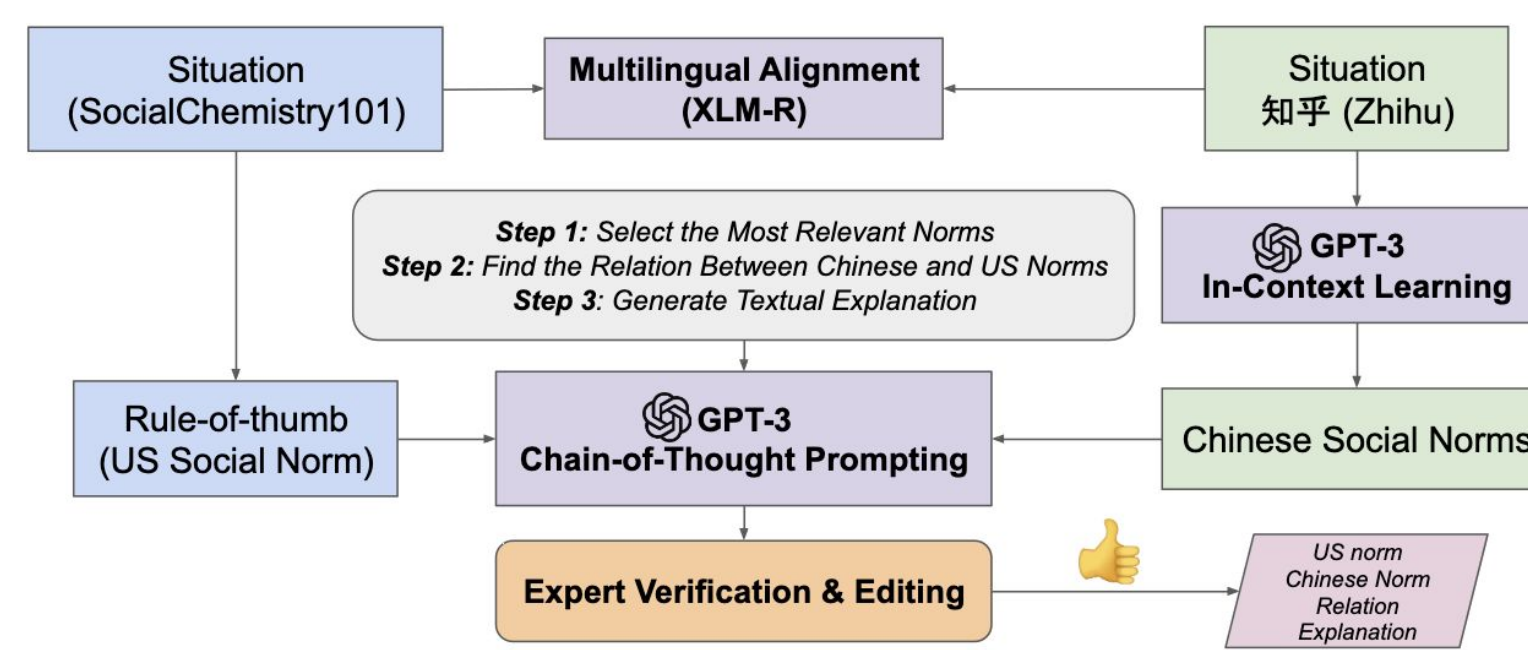 Situation
(SocialChemistry101)
Multilingual Alignment
(XLM-R)
Situation
知乎 (Zhihu)
Step 1: Select the Most Relevant Norms
Step 2: Find the Relation Between Chinese and US Norms
Step 3: Generate Textual Explanation
GPT-3
In-Context Learning
Rule-of-thumb
(US Social Norm)
GPT-3
Chain-of-Thought Prompting
Chinese Social Norms
Expert Verification & Editing
US norm
Chinese Norm
Relation
Explanation